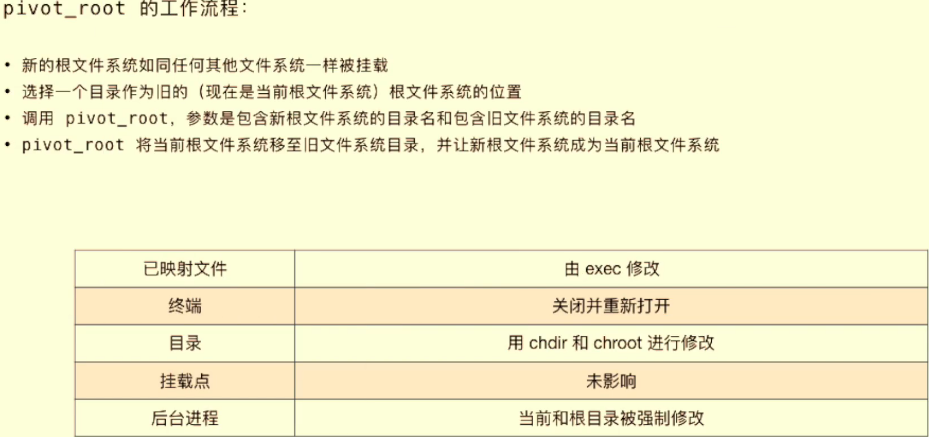 pivot_root 的工作流程：
• 新的根文件系统如同任何其他文件系统一样被挂载
• 选择一个目录作为旧的（现在是当前根文件系统）根文件系统的位置
• 调用 pivot_root，参数是包含新根文件系统的目录名和包含旧文件系统的目录名
• pivot_root 将当前根文件系统移至旧文件系统目录，并让新根文件系统成为当前根文件系统
已映射文件 由 exec 修改
终端 关闭并重新打开
目录 用 chdir 和 chroot 进行修改
挂载点 未影响
后台进程 当前和根目录被强制修改